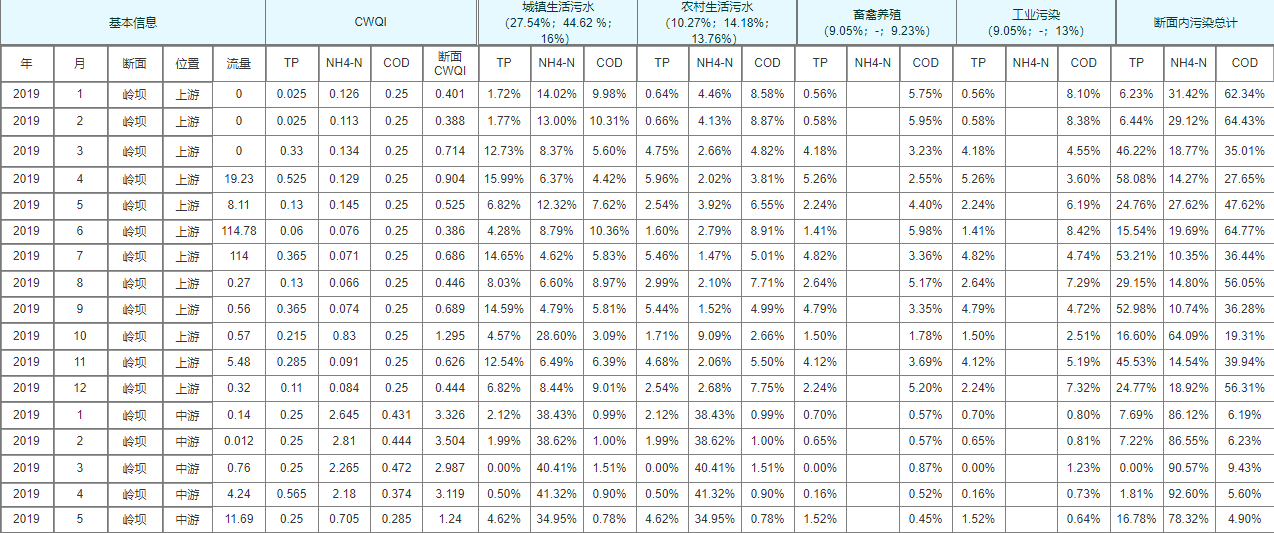 基本信息 CWQI 城镇生活污水 (27.54%；44.62 %；16%) 农村生活污水 (10.27%；14.18%；13.76%) 畜禽养殖 (9.05%；-；9.23%) 工业污染 (9.05%；-；13%) 断面内污染总计
年 月 断面 位置 流量 TP NH4-N COD 断面CWQI TP NH4-N COD TP NH4-N COD TP NH4-N COD TP NH4-N COD TP NH4-N COD
2019 1 岭坝 上游 0 0.025 0.126 0.25 0.401 1.72% 14.02% 9.98% 0.64% 4.46% 8.58% 0.56% 5.75% 0.56% 8.10% 6.23% 31.42% 62.34%
2019 2 岭坝 上游 0 0.025 0.113 0.25 0.388 1.77% 13.00% 10.31% 0.66% 4.13% 8.87% 0.58% 5.95% 0.58% 8.38% 6.44% 29.12% 64.43%
2019 3 岭坝 上游 0 0.33 0.134 0.25 0.714 12.73% 8.37% 5.60% 4.75% 2.66% 4.82% 4.18% 3.23% 4.18% 4.55% 46.22% 18.77% 35.01%
2019 4 岭坝 上游 19.23 0.525 0.129 0.25 0.904 15.99% 6.37% 4.42% 5.96% 2.02% 3.81% 5.26% 2.55% 5.26% 3.60% 58.08% 14.27% 27.65%
2019 5 岭坝 上游 8.11 0.13 0.145 0.25 0.525 6.82% 12.32% 7.62% 2.54% 3.92% 6.55% 2.24% 4.40% 2.24% 6.19% 24.76% 27.62% 47.62%
2019 6 岭坝 上游 114.78 0.06 0.076 0.25 0.386 4.28% 8.79% 10.36% 1.60% 2.79% 8.91% 1.41% 5.98% 1.41% 8.42% 15.54% 19.69% 64.77%
2019 7 岭坝 上游 114 0.365 0.071 0.25 0.686 14.65% 4.62% 5.83% 5.46% 1.47% 5.01% 4.82% 3.36% 4.82% 4.74% 53.21% 10.35% 36.44%
2019 8 岭坝 上游 0.27 0.13 0.066 0.25 0.446 8.03% 6.60% 8.97% 2.99% 2.10% 7.71% 2.64% 5.17% 2.64% 7.29% 29.15% 14.80% 56.05%
2019 9 岭坝 上游 0.56 0.365 0.074 0.25 0.689 14.59% 4.79% 5.81% 5.44% 1.52% 4.99% 4.79% 3.35% 4.79% 4.72% 52.98% 10.74% 36.28%
2019 10 岭坝 上游 0.57 0.215 0.83 0.25 1.295 4.57% 28.60% 3.09% 1.71% 9.09% 2.66% 1.50% 1.78% 1.50% 2.51% 16.60% 64.09% 19.31%
2019 11 岭坝 上游 5.48 0.285 0.091 0.25 0.626 12.54% 6.49% 6.39% 4.68% 2.06% 5.50% 4.12% 3.69% 4.12% 5.19% 45.53% 14.54% 39.94%
2019 12 岭坝 上游 0.32 0.11 0.084 0.25 0.444 6.82% 8.44% 9.01% 2.54% 2.68% 7.75% 2.24% 5.20% 2.24% 7.32% 24.77% 18.92% 56.31%
2019 1 岭坝 中游 0.14 0.25 2.645 0.431 3.326 2.12% 38.43% 0.99% 2.12% 38.43% 0.99% 0.70% 0.57% 0.70% 0.80% 7.69% 86.12% 6.19%
2019 2 岭坝 中游 0.012 0.25 2.81 0.444 3.504 1.99% 38.62% 1.00% 1.99% 38.62% 1.00% 0.65% 0.57% 0.65% 0.81% 7.22% 86.55% 6.23%
2019 3 岭坝 中游 0.76 0.25 2.265 0.472 2.987 0.00% 40.41% 1.51% 0.00% 40.41% 1.51% 0.00% 0.87% 0.00% 1.23% 0.00% 90.57% 9.43%
2019 4 岭坝 中游 4.24 0.565 2.18 0.374 3.119 0.50% 41.32% 0.90% 0.50% 41.32% 0.90% 0.16% 0.52% 0.16% 0.73% 1.81% 92.60% 5.60%
2019 5 岭坝 中游 11.69 0.25 0.705 0.285 1.24 4.62% 34.95% 0.78% 4.62% 34.95% 0.78% 1.52% 0.45% 1.52% 0.64% 16.78% 78.32% 4.90%